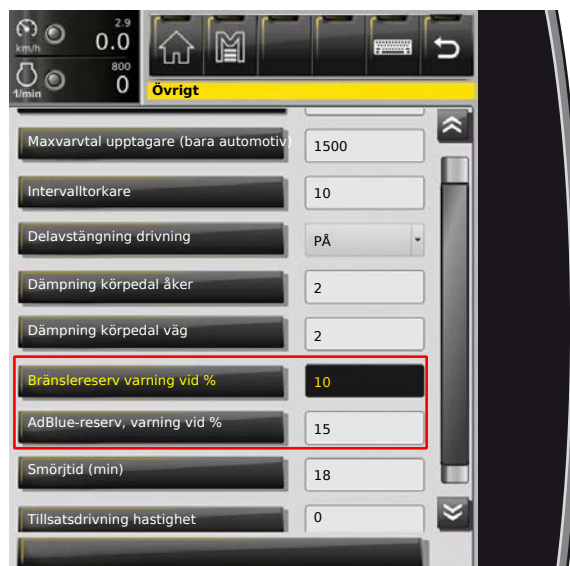 2.9
km/h 0.0
800
1/min 0
Övrigt
Maxvarvtal upptagare (bara automotiv) 1500
Intervalltorkare 10
Delavstängning drivning PÅ
Dämpning körpedal åker 2
Dämpning körpedal väg 2
Bränslereserv varning vid % 10
AdBlue-reserv, varning vid % 15
Smörjtid (min) 18
Tillsatsdrivning hastighet 0